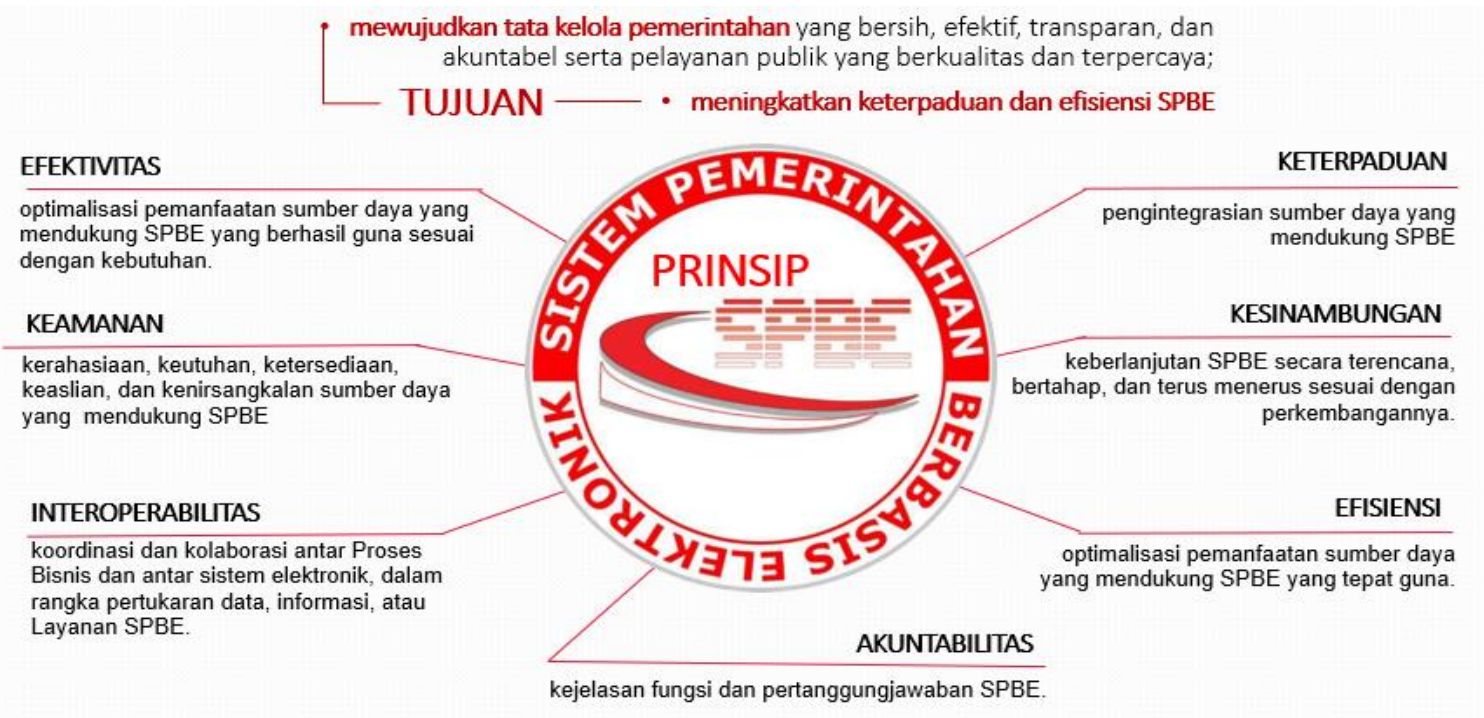 • mewujudkan tata kelola pemerintahan yang bersih, efektif, transparan, dan
akuntabel serta pelayanan publik yang berkualitas dan terpercaya;
TUJUAN
• meningkatkan keterpaduan dan efisiensi SPBE
EFEKTIVITAS
optimalisasi pemanfaatan sumber daya yang
mendukung SPBE yang berhasil guna sesuai
dengan kebutuhan.
KEAMANAN
kerahasiaan, keutuhan, ketersediaan,
keaslian, dan kenirsangkalan sumber daya
yang mendukung SPBE
INTEROPERABILITAS
koordinasi dan kolaborasi antar Proses
Bisnis dan antar sistem elektronik, dalam
rangka pertukaran data, informasi, atau
Layanan SPBE.
SISTEM PEMERINTAHAN BERBASIS ELEKTRONIK
PRINSIP
SPBE
KETERPADUAN
pengintegrasian sumber daya yang
mendukung SPBE
KESINAMBUNGAN
keberlanjutan SPBE secara terencana,
bertahap, dan terus menerus sesuai dengan
perkembangannya.
EFISIENSI
optimalisasi pemanfaatan sumber daya
yang mendukung SPBE yang tepat guna.
AKUNTABILITAS
kejelasan fungsi dan pertanggungjawaban SPBE.